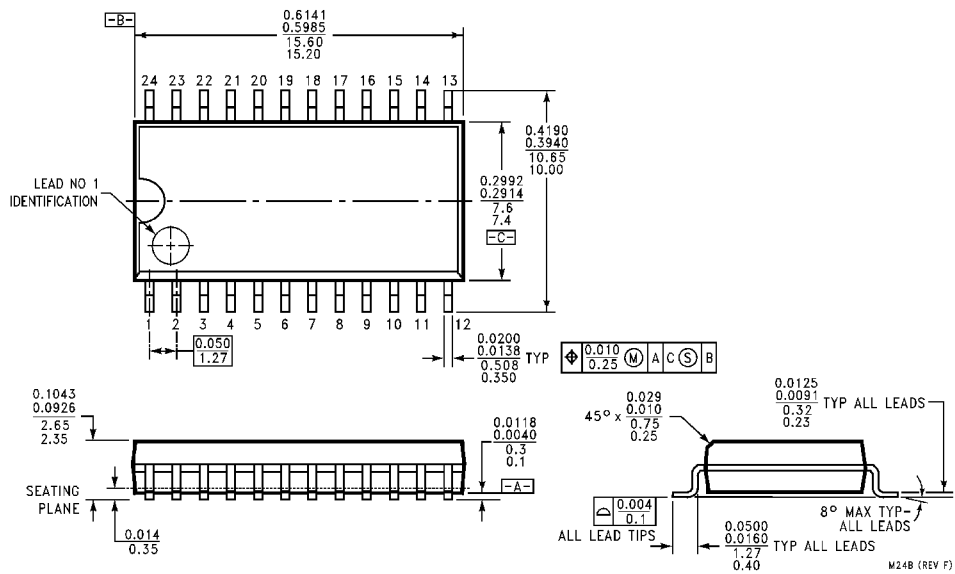 -B-
0.6141
0.5985
15.60
15.20
24 23 22 21 20 19 18 17 16 15 14 13
LEAD NO 1
IDENTIFICATION
0.4190
0.3940
10.65
10.00
0.2992
0.2914
7.6
7.4
-C-
1 2 3 4 5 6 7 8 9 10 11 12
0.050
1.27
0.0200
0.0138
0.508
0.350
TYP
0.010
0.25
M A C S B
0.1043
0.0926
2.65
2.35
SEATING
PLANE
0.014
0.35
0.0118
0.0040
0.3
0.1
-A-
45° x
0.029
0.010
0.75
0.25
0.0125
0.0091
0.32
0.23
TYP ALL LEADS
0.004
0.1
ALL LEAD TIPS
0.0500
0.0160
1.27
0.40
TYP ALL LEADS
8° MAX TYP-
ALL LEADS
M24B (REV F)